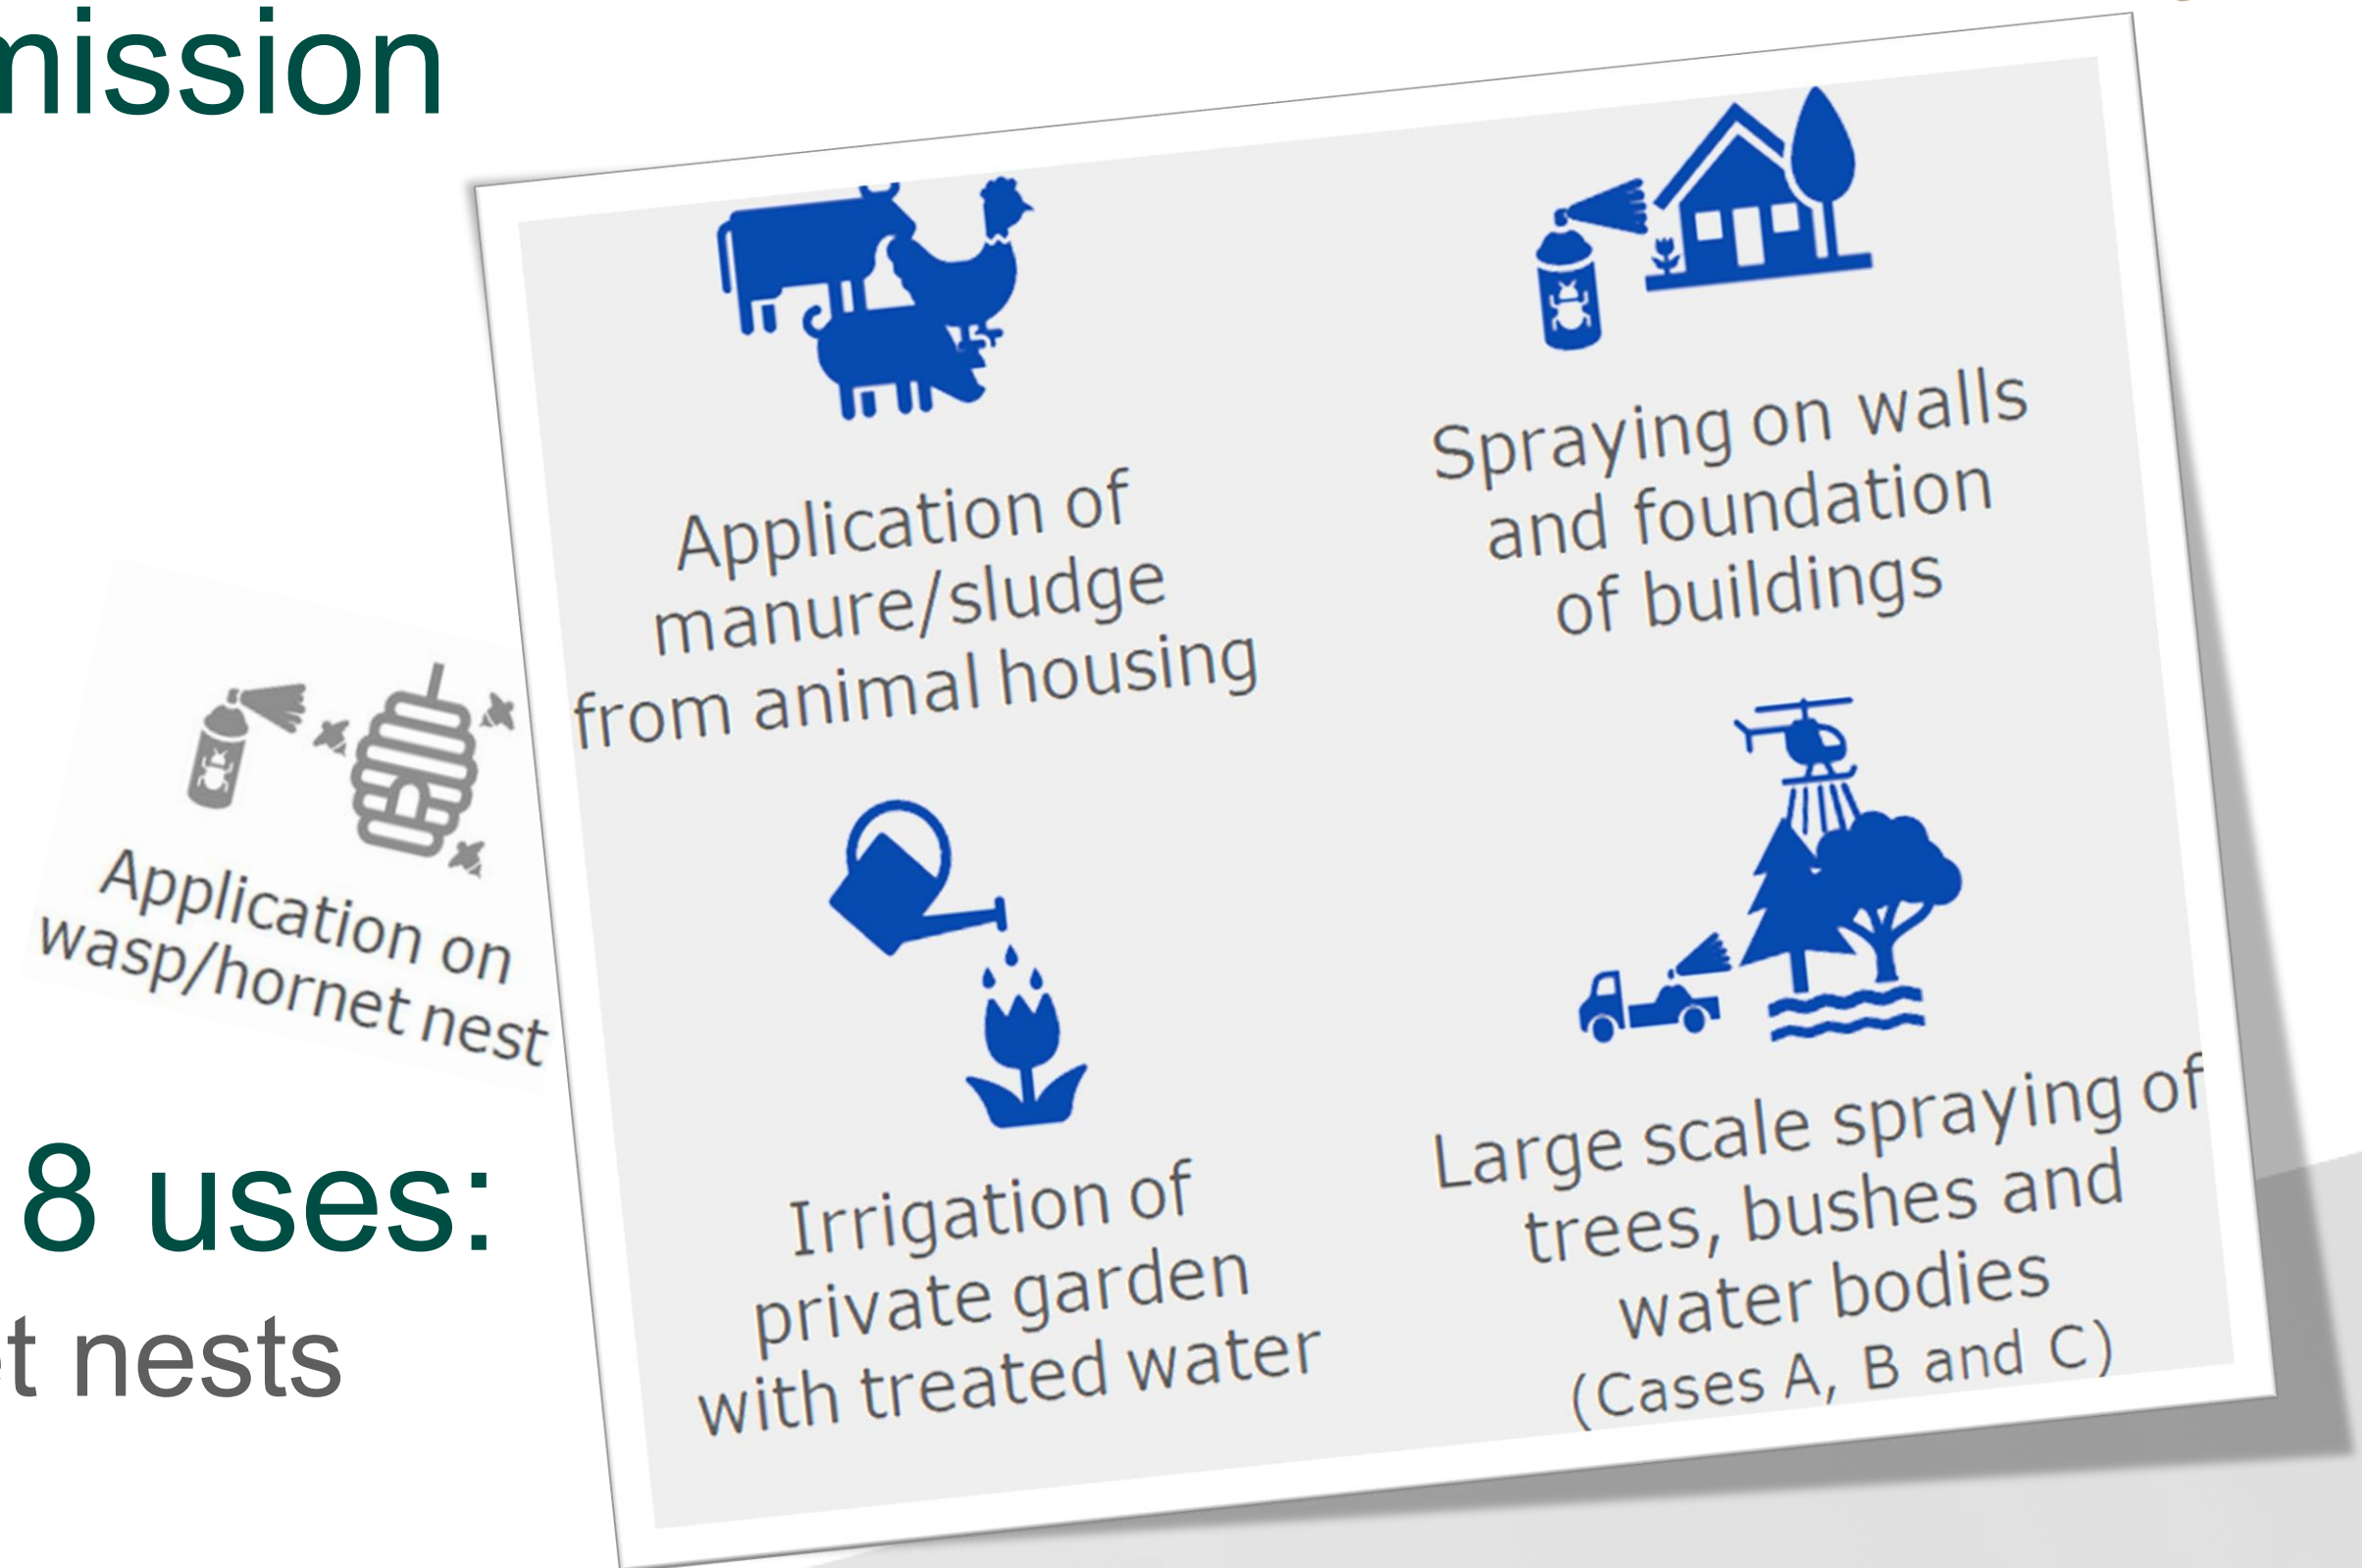 mission
Application of
manure/sludge
from animal housing
Spraying on walls
and foundation
of buildings
Application on
wasp/hornet nest
Irrigation of
private garden
with treated water
Large scale spraying of
trees, bushes and
water bodies
(Cases A, B and C)
8 uses:
t nests